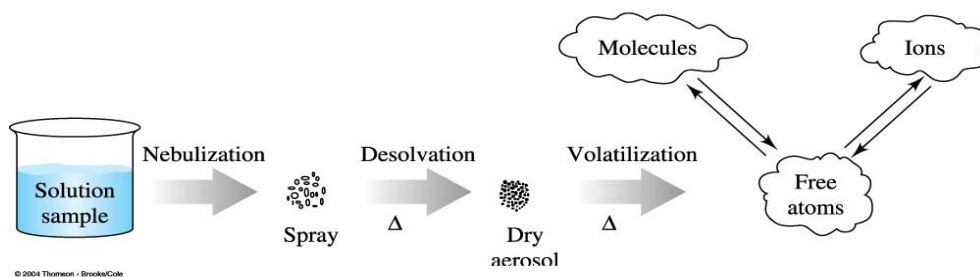 Molecules
Ions
Nebulization
Desolvation
Volatilization
Solution
sample
Free
atoms
Δ
Δ
Spray
Dry
aerosol
© 2004 Thomson - Brooks/Cole